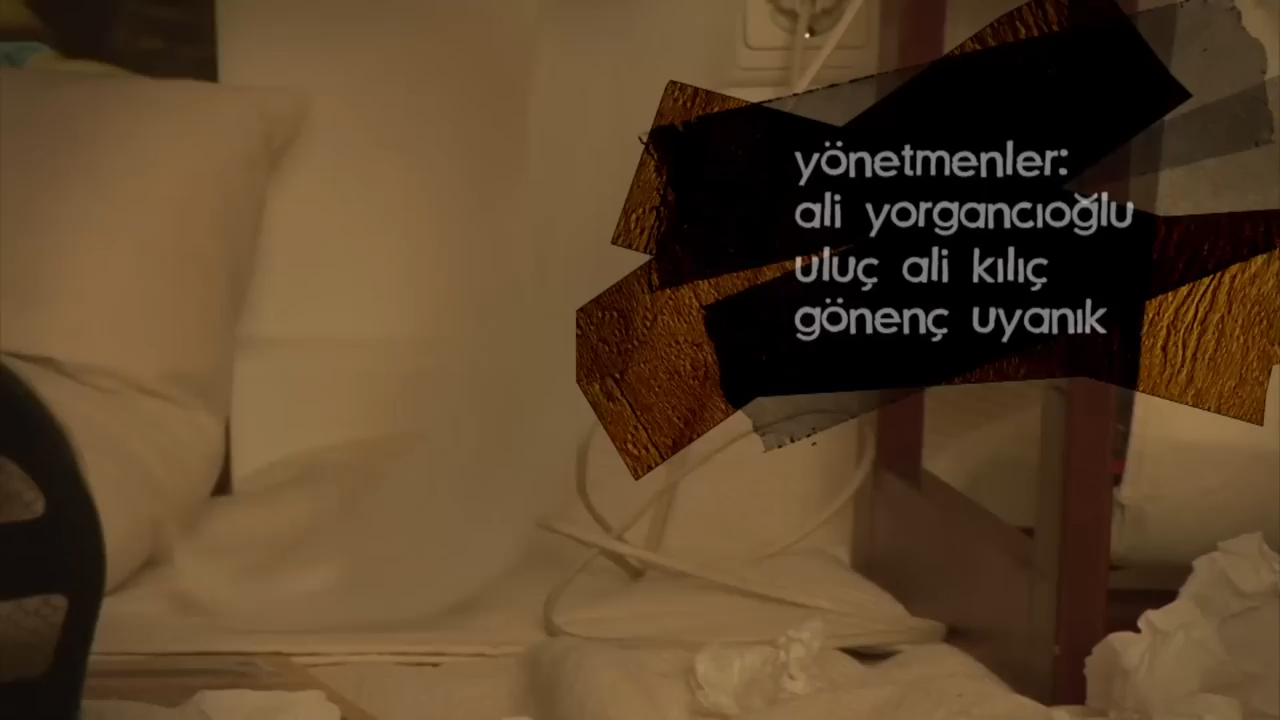 yönetmenler:
ali yorgancıoğlu
uluç ali kılıç
gönenç uyanık